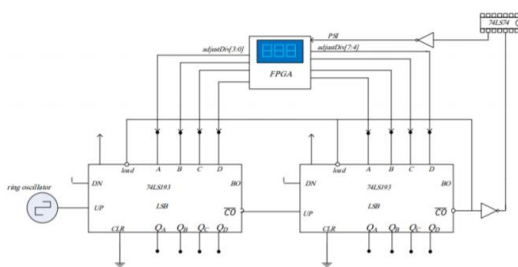 74LS74
PSI
adjustDiv[3:0]
adjustDiv[7:4]
FPGA
load A B C D
load A B C D
ring oscillator
DN 74LS193 BO
DN 74LS193 BO
UP LSB CO
UP LSB CO
CLR QA QB QC QD
CLR QA QB QC QD